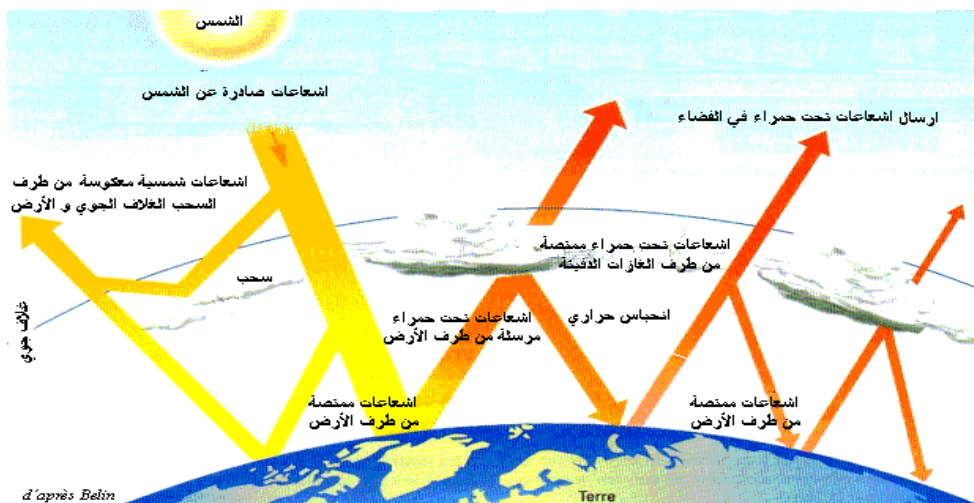 الشمس
اشعاعات صادرة عن الشمس
ارسال اشعاعات تحت حمراء في الفضاء
اشعاعات شمسية معكوسة من طرف
السحب الغلاف الجوي و الأرض
اشعاعات تحت حمراء ممتصة
من طرف الغازات الدفيئة
سحب
غلاف جوي
اشعاعات تحت حمراء
مرسلة من طرف الأرض
انحباس حراري
اشعاعات ممتصة
من طرف الأرض
اشعاعات ممتصة
من طرف الأرض
d'après Belin
Terre